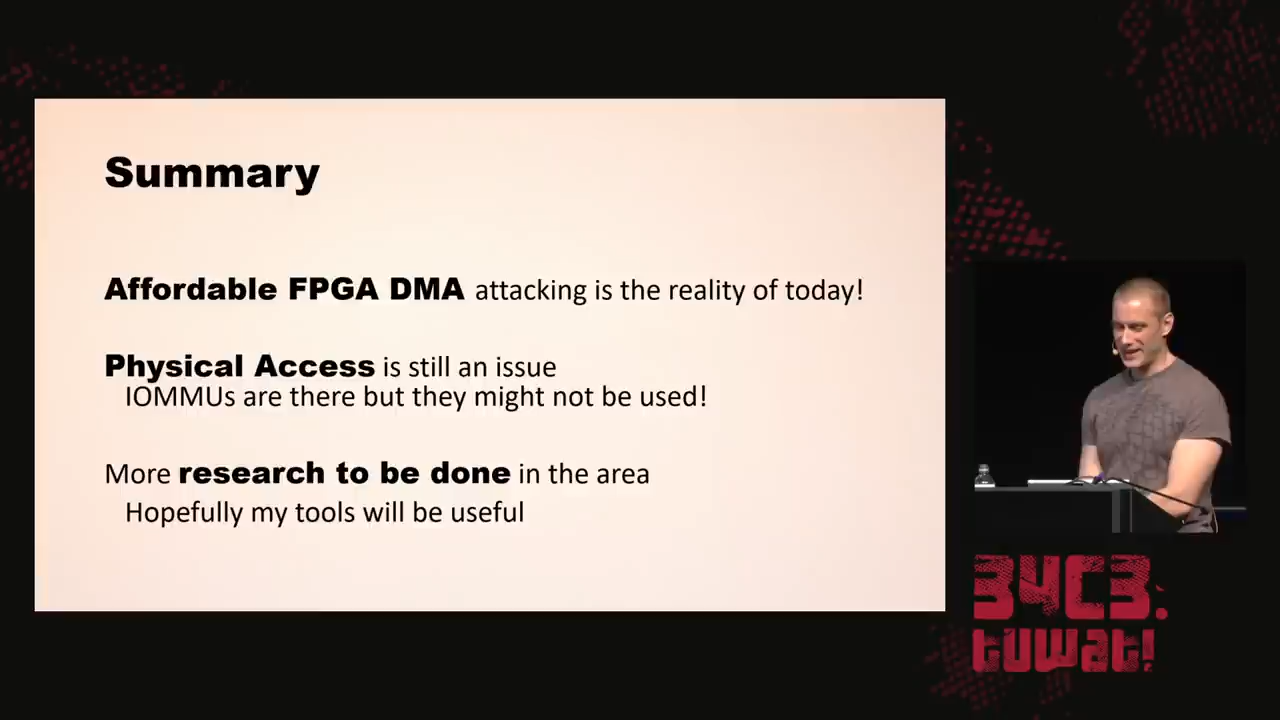 Summary
Affordable FPGA DMA attacking is the reality of today!
Physical Access is still an issue
IOMMUs are there but they might not be used!
More research to be done in the area
Hopefully my tools will be useful
34C3:
tuwat!